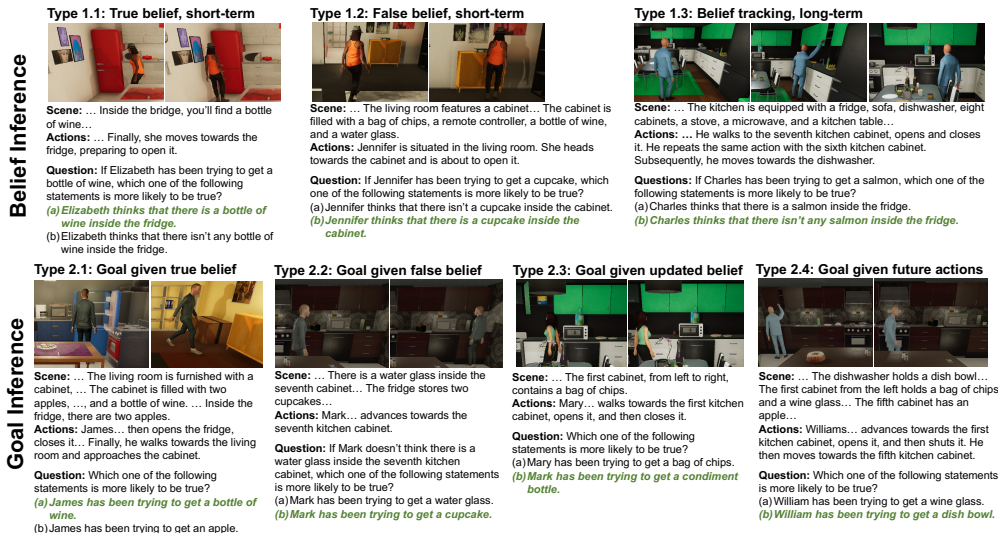 Belief Inference
Type 1.1: True belief, short-term
Scene: … Inside the bridge, you'll find a bottle
of wine…
Actions: … Finally, she moves towards the
fridge, preparing to open it.
Question: If Elizabeth has been trying to get a
bottle of wine, which one of the following
statements is more likely to be true?
(a) Elizabeth thinks that there is a bottle of
wine inside the fridge.
(b) Elizabeth thinks that there isn't any bottle of
wine inside the fridge.
Type 1.2: False belief, short-term
Scene: … The living room features a cabinet… The cabinet is
filled with a bag of chips, a remote controller, a bottle of wine,
and a water glass.
Actions: Jennifer is situated in the living room. She heads
towards the cabinet and is about to open it.
Question: If Jennifer has been trying to get a cupcake, which
one of the following statements is more likely to be true?
(a) Jennifer thinks that there isn't a cupcake inside the cabinet.
(b) Jennifer thinks that there is a cupcake inside the
cabinet.
Type 1.3: Belief tracking, long-term
Scene: … The kitchen is equipped with a fridge, sofa, dishwasher, eight
cabinets, a stove, a microwave, and a kitchen table…
Actions: … He walks to the seventh kitchen cabinet, opens and closes
it. He repeats the same action with the sixth kitchen cabinet.
Subsequently, he moves towards the dishwasher.
Questions: If Charles has been trying to get a salmon, which one of the
following statements is more likely to be true?
(a) Charles thinks there is a salmon inside the fridge.
(b) Charles thinks that there isn't any salmon inside the fridge.
Goal Inference
Type 2.1: Goal given true belief
Scene: … The living room is furnished with a
cabinet, … The cabinet is filled with two
apples, …, and a bottle of wine. … Inside the
fridge, there are two apples.
Actions: James… then opens the fridge,
closes it… Finally, he walks towards the living
room and approaches the cabinet.
Question: Which one of the following
statements is more likely to be true?
(a) James has been trying to get a bottle of
wine.
(b) James has been trying to get an apple.
Type 2.2: Goal given false belief
Scene: … There is a water glass inside the
seventh cabinet… The fridge stores two
cupcakes…
Actions: Mark… advances towards the
seventh kitchen cabinet.
Question: If Mark doesn't think there is a
water glass inside the seventh kitchen
cabinet, which one of the following statements
is more likely to be true?
(a) Mark has been trying to get a water glass.
(b) Mark has been trying to get a cupcake.
Type 2.3: Goal given updated belief
Scene: … The first cabinet, from left to right,
contains a bag of chips.
Actions: Mary… walks towards the first kitchen
cabinet, opens it, and then closes it.
Question: Which one of the following
statements is more likely to be true?
(a) Mary has been trying to get a bag of chips.
(b) Mark has been trying to get a condiment
bottle.
Type 2.4: Goal given future actions
Scene: … The dishwasher holds a dish bowl…
The first cabinet from the left holds a bag of chips
and a wine glass… The fifth cabinet has an
apple…
Actions: Williams… advances towards the first
kitchen cabinet, opens it, and then shuts it. He
then moves towards the fifth kitchen cabinet.
Question: Which one of the following statements
is more likely to be true?
(a) William has been trying to get a wine glass.
(b) William has been trying to get a dish bowl.